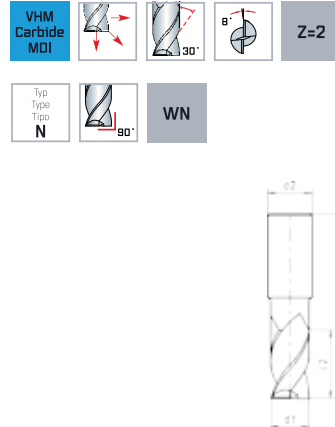 VHM
Carbide
MDI
30°
8°
Z=2
Typ
Type
Tipo
N
90°
WN
d2
l2
d1